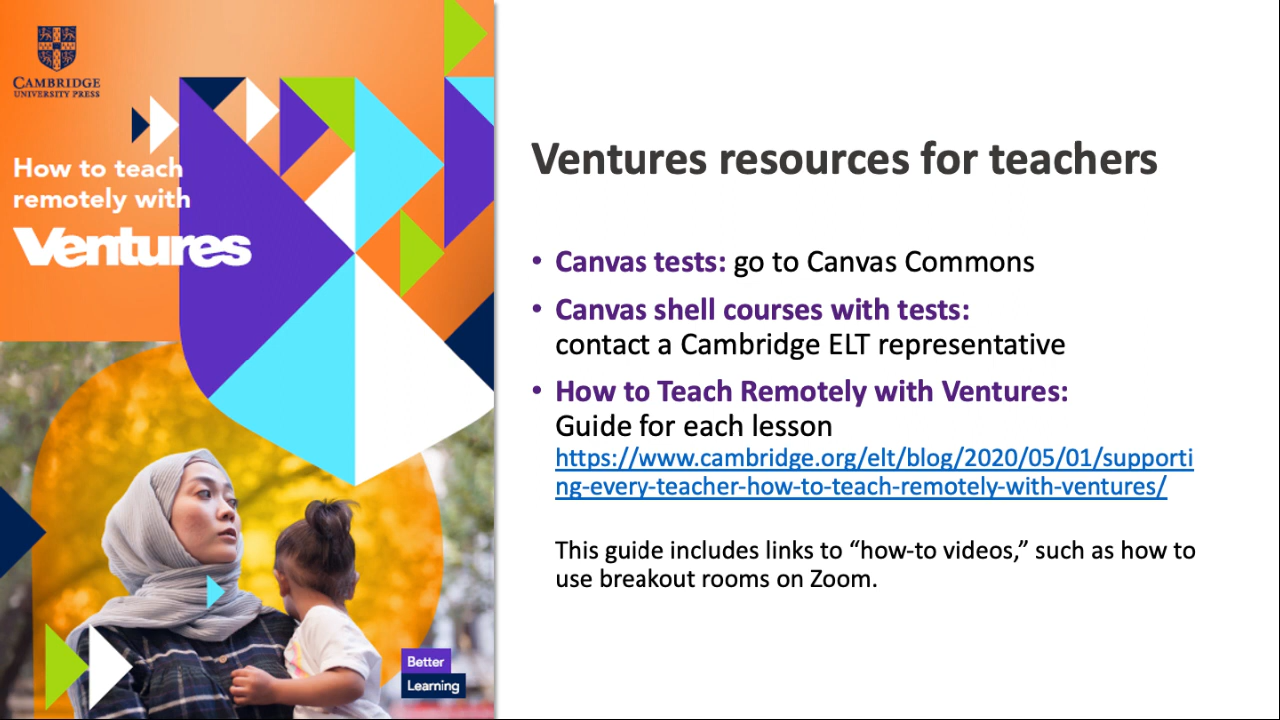 CAMBRIDGE
UNIVERSITY PRESS
How to teach
remotely with
Ventures
Better
Learning
Ventures resources for teachers
• Canvas tests: go to Canvas Commons
• Canvas shell courses with tests:
contact a Cambridge ELT representative
• How to Teach Remotely with Ventures:
Guide for each lesson
https://www.cambridge.org/elt/blog/2020/05/01/supporti
ng-every-teacher-how-to-teach-remotely-with-ventures/
This guide includes links to “how-to videos,” such as how to
use breakout rooms on Zoom.